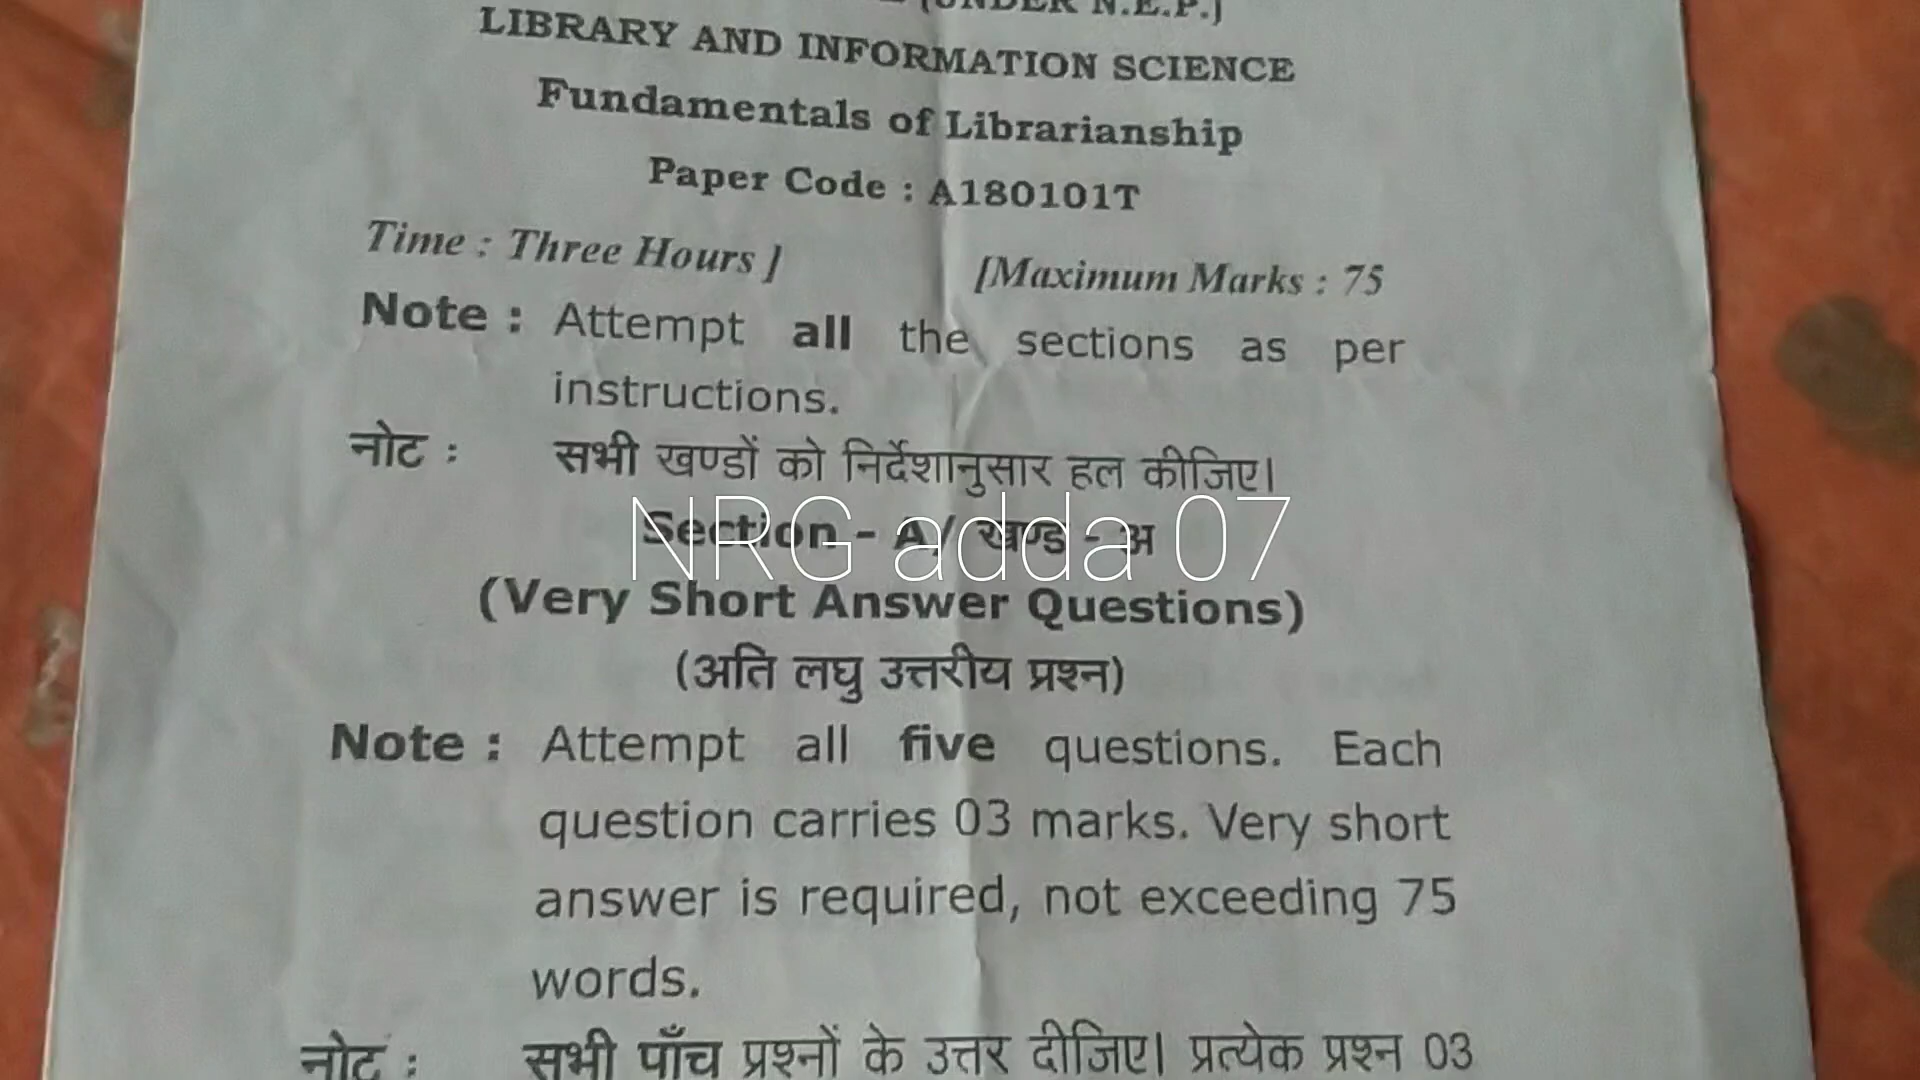 (UNDER N.E.P.)
LIBRARY AND INFORMATION SCIENCE
Fundamentals of Librarianship
Paper Code : A180101T
Time : Three Hours ] [Maximum Marks : 75
Note : Attempt all the sections as per
instructions.
नोट : सभी खण्डों को निर्देशानुसार हल कीजिए।
NRG adda 07
Section - A/ खण्ड - अ
(Very Short Answer Questions)
(अति लघु उत्तरीय प्रश्न)
Note : Attempt all five questions. Each
question carries 03 marks. Very short
answer is required, not exceeding 75
words.
नोट : सभी पाँच प्रश्नों के उत्तर दीजिए। प्रत्येक प्रश्न 03